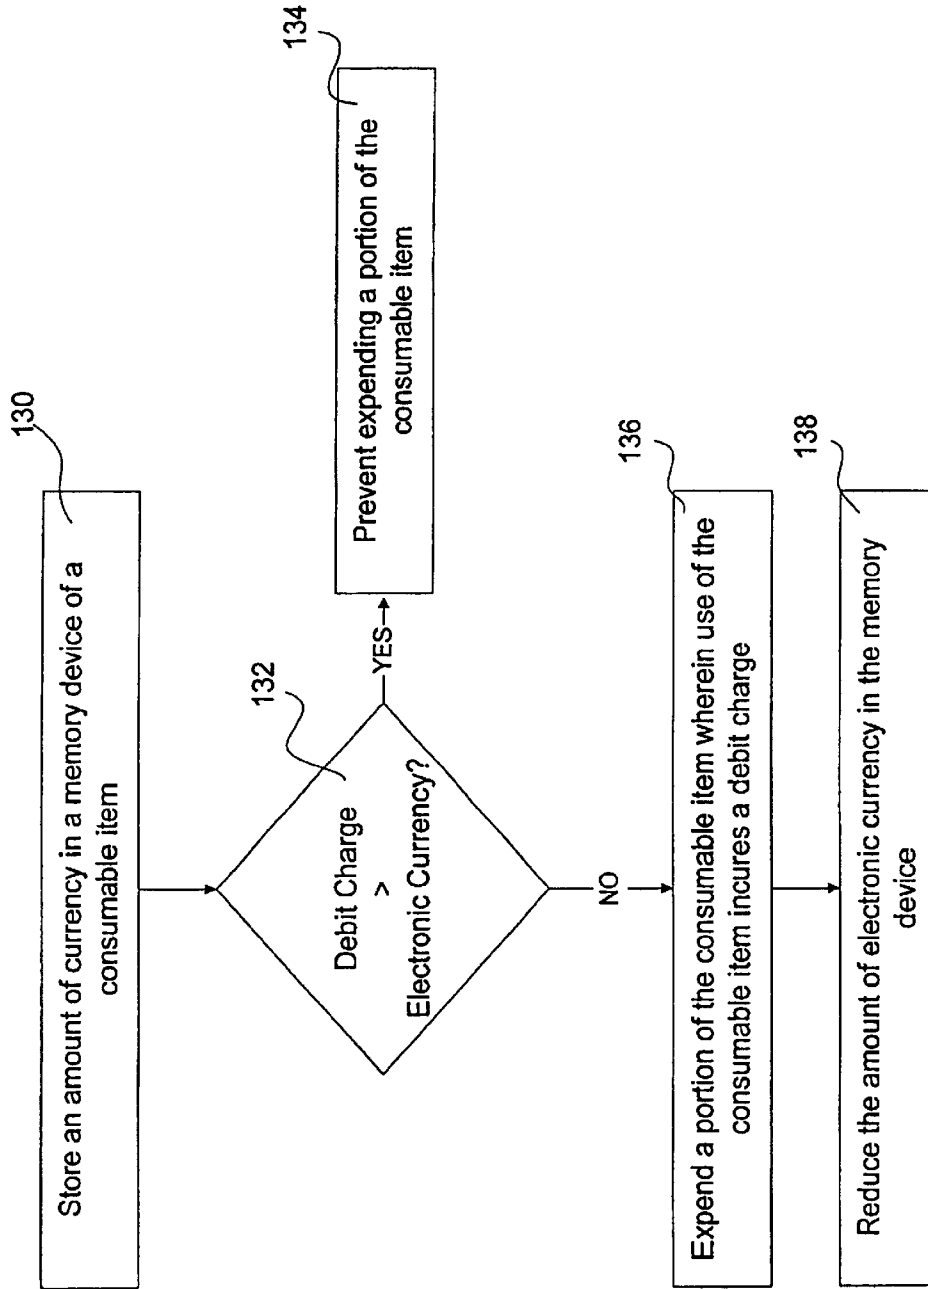 130
Store an amount of currency in a memory device of a
consumable item
132
Debit Charge
>
Electronic Currency?
YES
134
Prevent expending a portion of the
consumable item
NO
136
Expend a portion of the consumable item wherein use of the
consumable item incures a debit charge
138
Reduce the amount of electronic currency in the memory
device